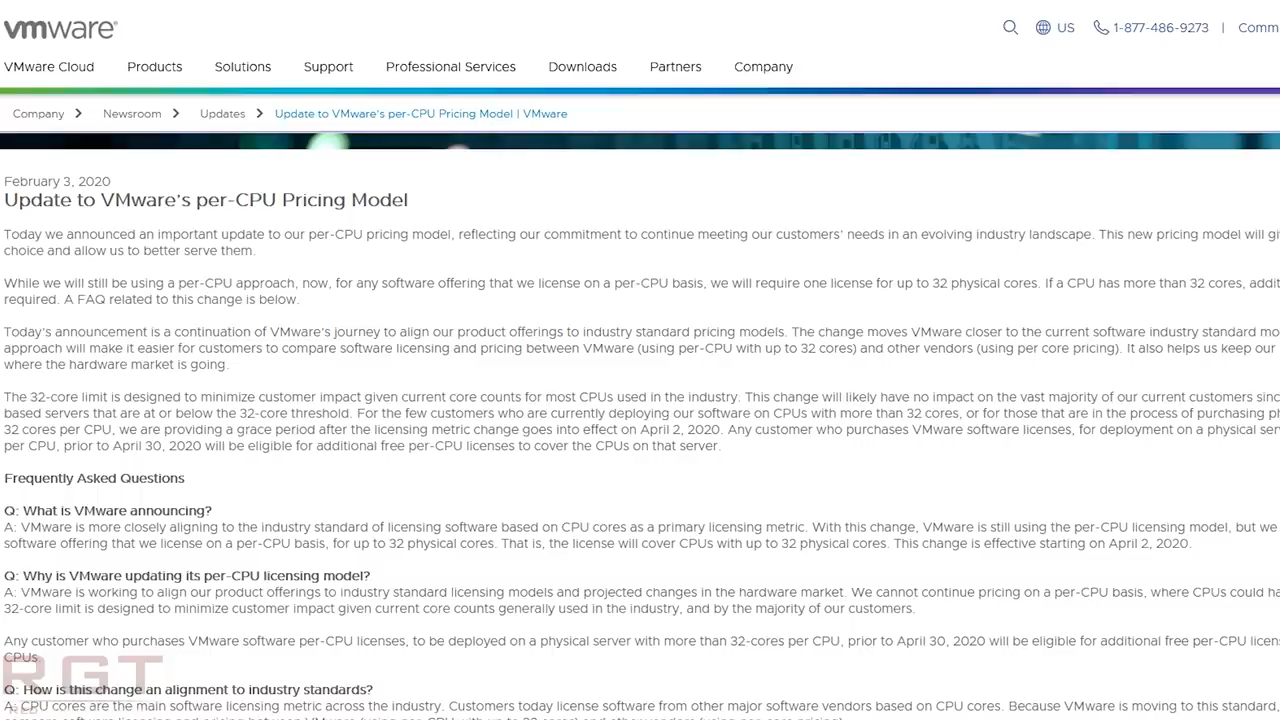 vmware
US
1-877-486-9273 | Comm
VMware Cloud Products Solutions Support Professional Services Downloads Partners Company
Company Newsroom Updates Update to VMware's per-CPU Pricing Model | VMware
February 3, 2020
Update to VMware's per-CPU Pricing Model
Today we announced an important update to our per-CPU pricing model, reflecting our commitment to continue meeting our customers' needs in an evolving industry landscape. This new pricing model will gi
choice and allow us to better serve them.
While we will still be using a per-CPU approach, now, for any software offering that we license on a per-CPU basis, we will require one license for up to 32 physical cores. If a CPU has more than 32 cores, addit
required. A FAQ related to this change is below.
Today's announcement is a continuation of VMware's journey to align our product offerings to industry standard pricing models. The change moves VMware closer to the current software industry standard mo
approach will make it easier for customers to compare software licensing and pricing between VMware (using per-CPU with up to 32 cores) and other vendors (using per core pricing). It also helps us keep our
where the hardware market is going.
The 32-core limit is designed to minimize customer impact given current core counts for most CPUs used in the industry. This change will likely have no impact on the vast majority of our current customers sinc
based servers that are at or below the 32-core threshold. For the few customers who are currently deploying our software on CPUs with more than 32 cores, or for those that are in the process of purchasing p
32 cores per CPU, we are providing a grace period after the licensing metric change goes into effect on April 2, 2020. Any customer who purchases VMware software licenses, for deployment on a physical ser
per CPU, prior to April 30, 2020 will be eligible for additional free per-CPU licenses to cover the CPUs on that server.
Frequently Asked Questions
Q: What is VMware announcing?
A: VMware is more closely aligning to the industry standard of licensing software based on CPU cores as a primary licensing metric. With this change, VMware is still using the per-CPU licensing model, but we
software offering that we license on a per-CPU basis, for up to 32 physical cores. That is, the license will cover CPUs with up to 32 physical cores. This change is effective starting on April 2, 2020.
Q: Why is VMware updating its per-CPU licensing model?
A: VMware is working to align our product offerings to industry standard licensing models and projected changes in the hardware market. We cannot continue pricing on a per-CPU basis, where CPUs could ha
32-core limit is designed to minimize customer impact given current core counts generally used in the industry, and by the majority of our customers.
Any customer who purchases VMware software per-CPU licenses, to be deployed on a physical server with more than 32-cores per CPU, prior to April 30, 2020 will be eligible for additional free per-CPU licen
CPUs
RGT
Q: How is this change an alignment to industry standards?
A: CPU cores are the main software licensing metric across the industry. Customers today license software from other major software vendors based on CPU cores. Because VMware is moving to this standard,
compare software licensing and pricing between VMware (using per-CPU with up to 32 cores) and other vendors (using per-core pricing).